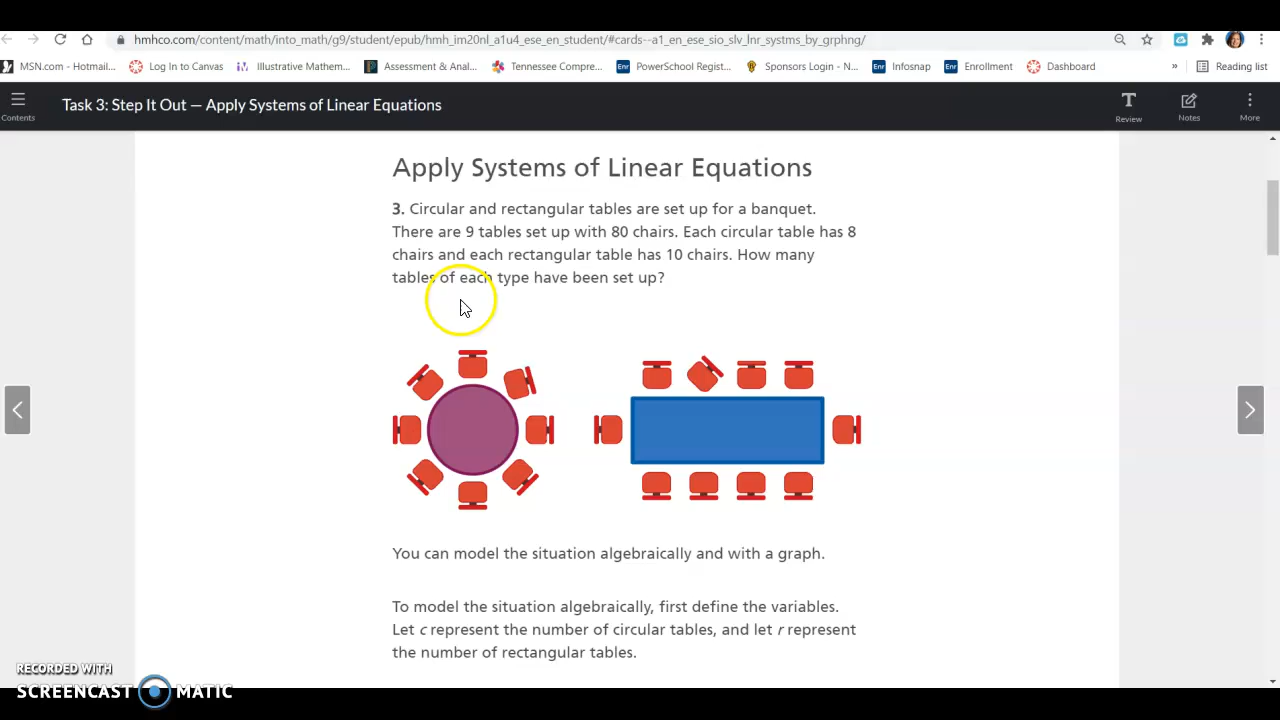 hmhco.com/content/math/into_math/g9/student/epub/hmh_im20nl_a1u4_ese_en_student/#cards--a1_en_ese_sio_slv_lnr_systms_by_grphng/
MSN.com - Hotmail... Log In to Canvas Illustrative Mathem... Assessment & Anal... Tennessee Compre... PowerSchool Regist... Sponsors Login - N... Infosnap Enrollment Dashboard » Reading list
Contents Task 3: Step It Out — Apply Systems of Linear Equations Review Notes More
Apply Systems of Linear Equations
3. Circular and rectangular tables are set up for a banquet.
There are 9 tables set up with 80 chairs. Each circular table has 8
chairs and each rectangular table has 10 chairs. How many
tables of each type have been set up?
You can model the situation algebraically and with a graph.
To model the situation algebraically, first define the variables.
Let c represent the number of circular tables, and let r represent
the number of rectangular tables.
RECORDED WITH
SCREENCAST MATIC